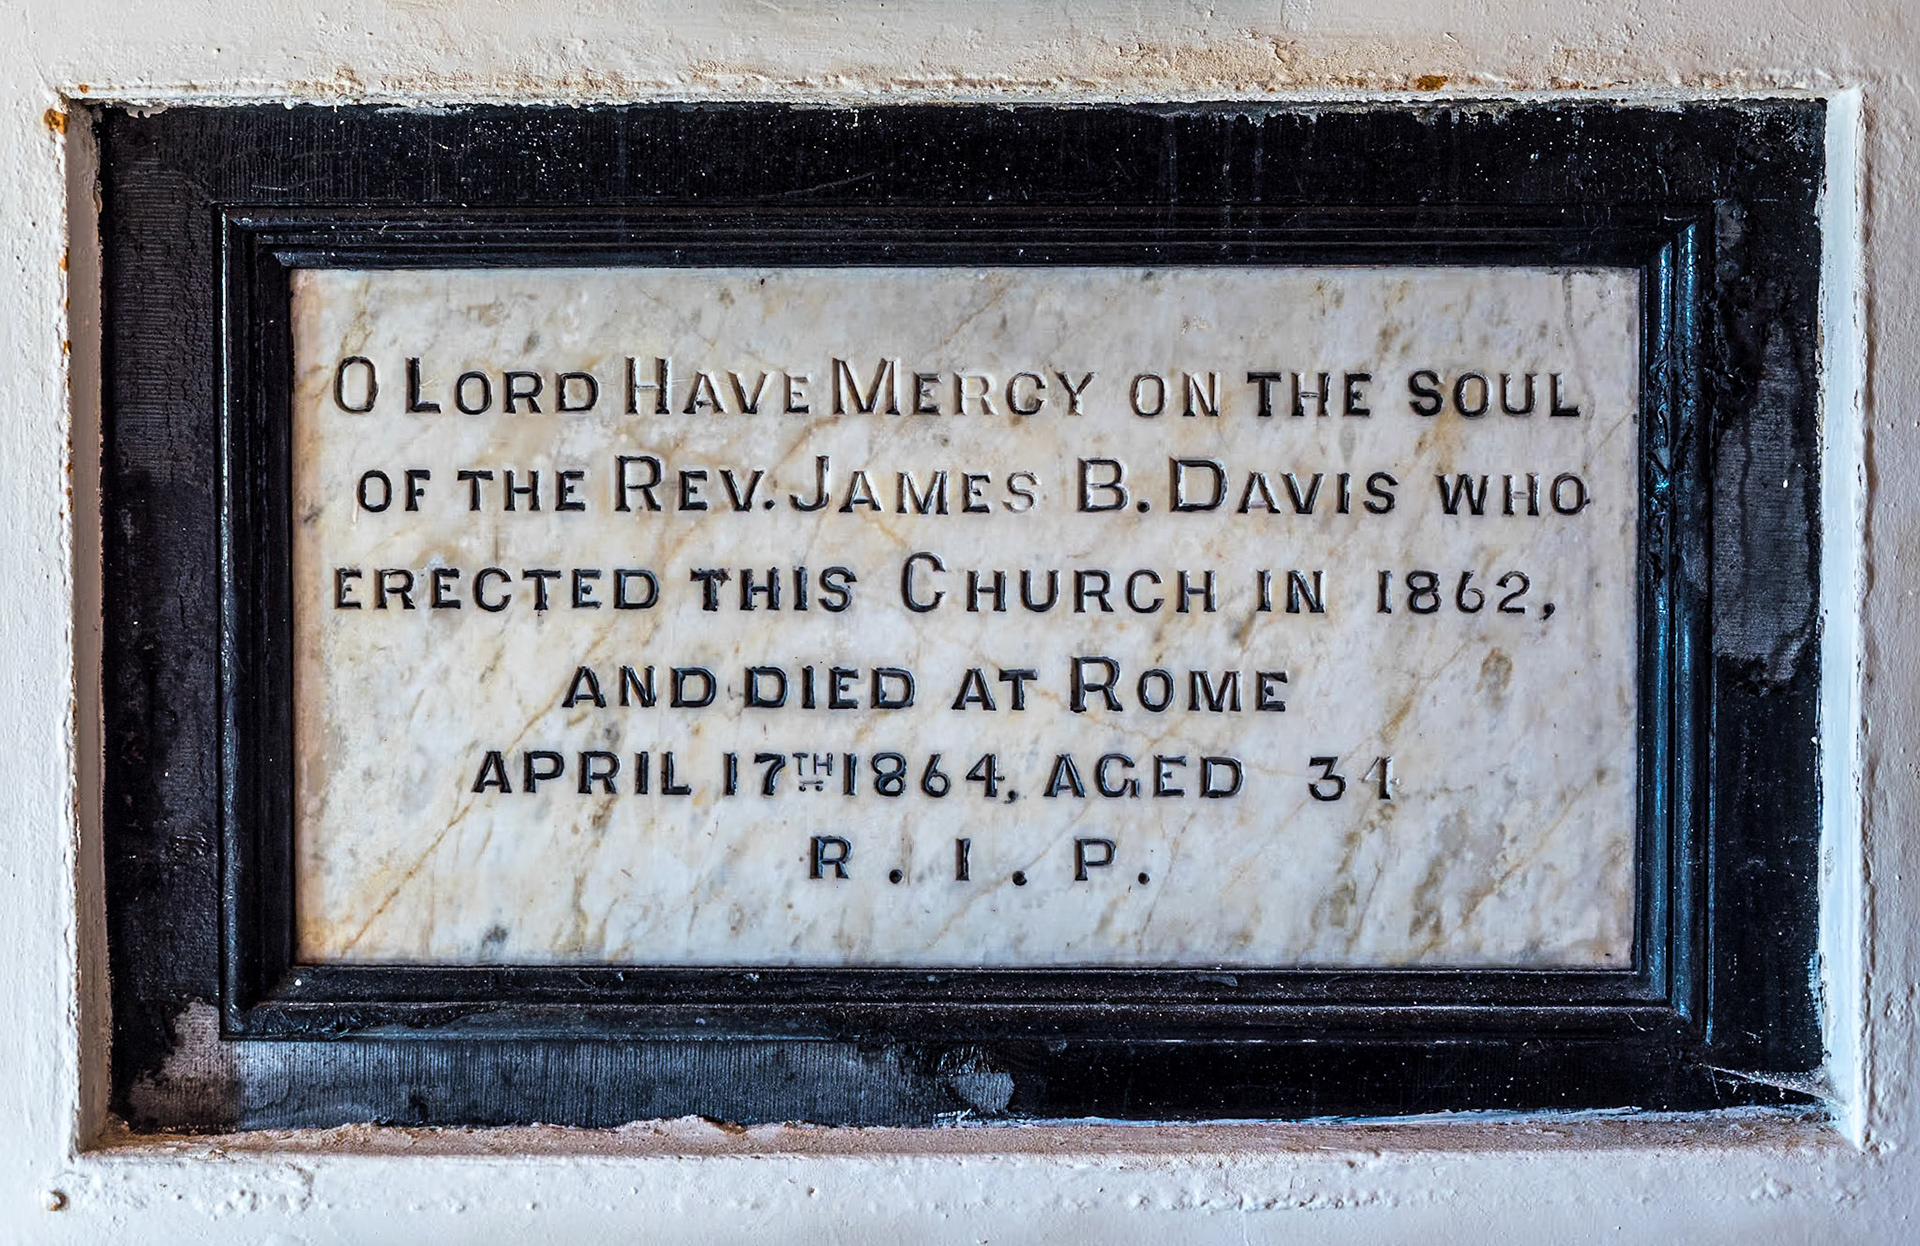 O LORD HAVE MERCY ON THE SOUL
OF THE REV. JAMES B. DAVIS WHO
ERECTED THIS CHURCH IN 1862,
AND DIED AT ROME
APRIL 17TH 1864, AGED 34
R. I. P.